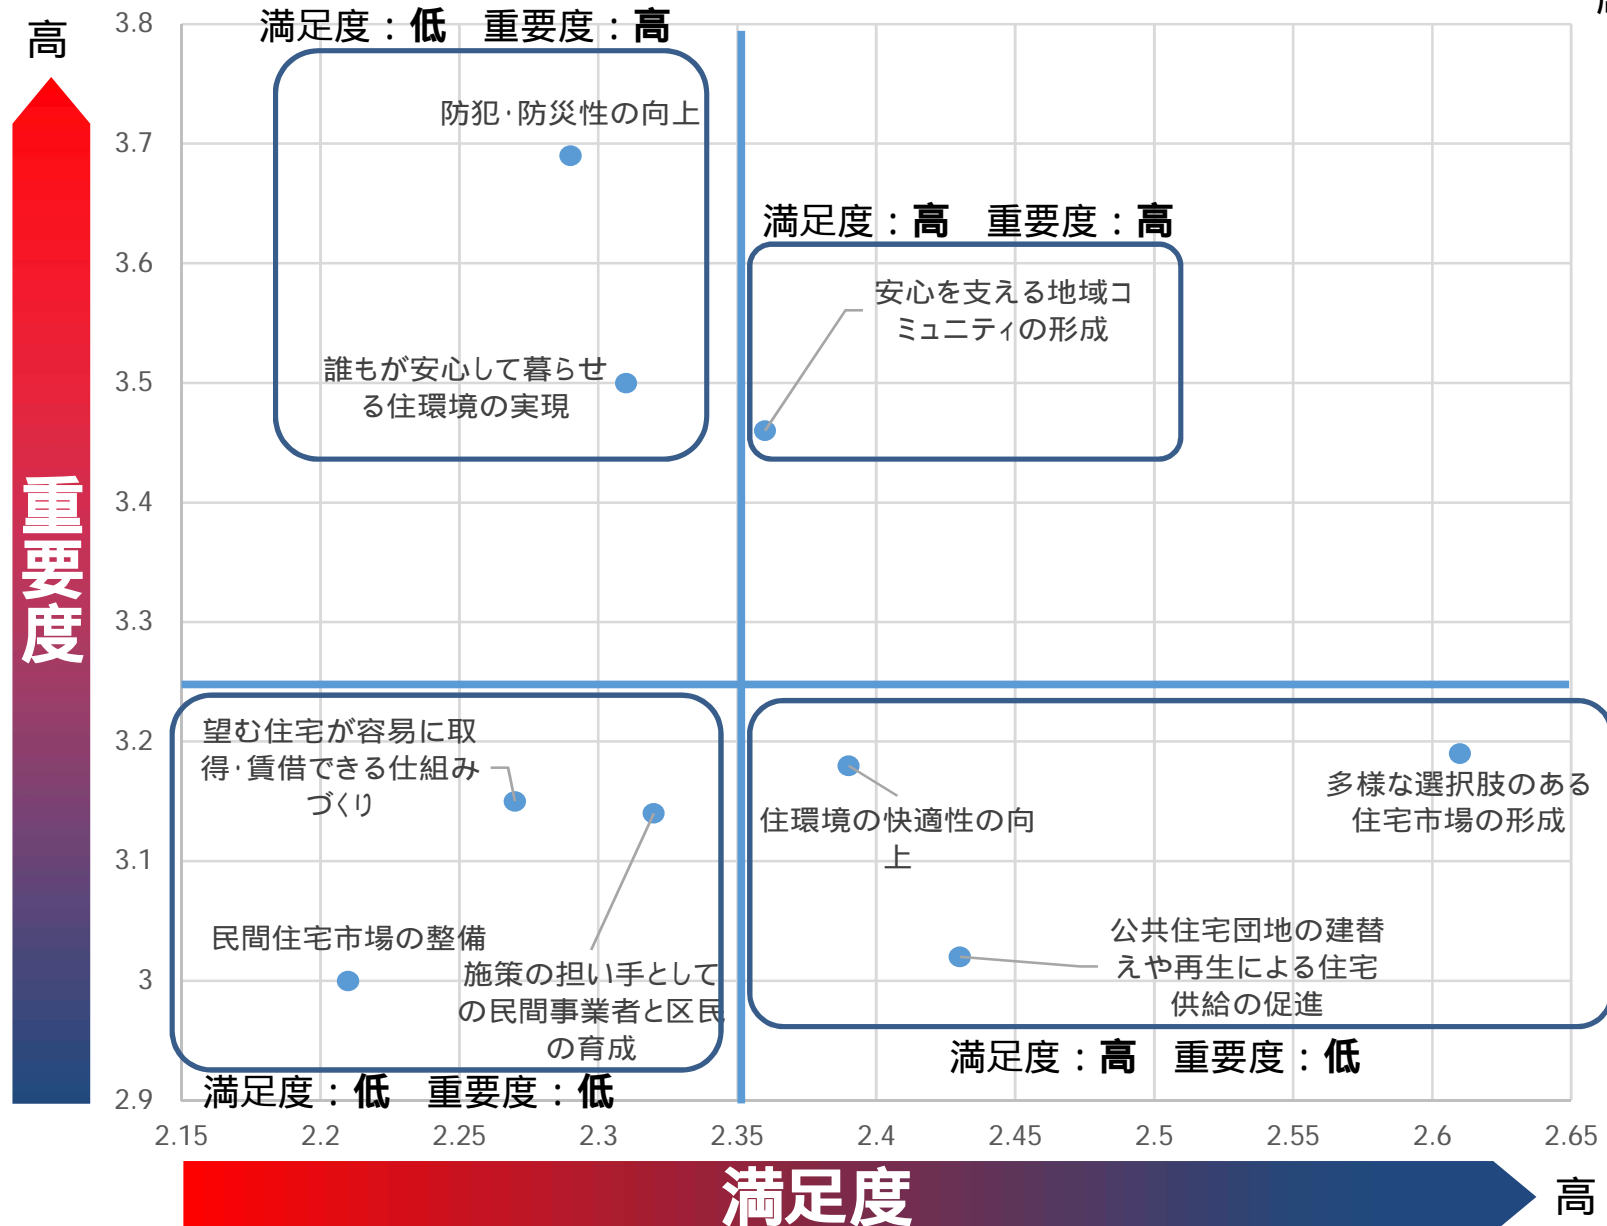 高
重要度
3.8
3.7
3.6
3.5
3.4
3.3
3.2
3.1
3
2.9
満足度：低　重要度：高
防犯・防災性の向上
誰もが安心して暮らせ
る住環境の実現
満足度：高　重要度：高
安心を支える地域コ
ミュニティの形成
望む住宅が容易に取
得・賃借できる仕組み
づくり
民間住宅市場の整備
施策の担い手として
の民間事業者と区民
の育成
満足度：低　重要度：低
住環境の快適性の向
上
多様な選択肢のある
住宅市場の形成
公共住宅団地の建替
えや再生による住宅
供給の促進
満足度：高　重要度：低
2.15 2.2 2.25 2.3 2.35 2.4 2.45 2.5 2.55 2.6 2.65
満足度
高